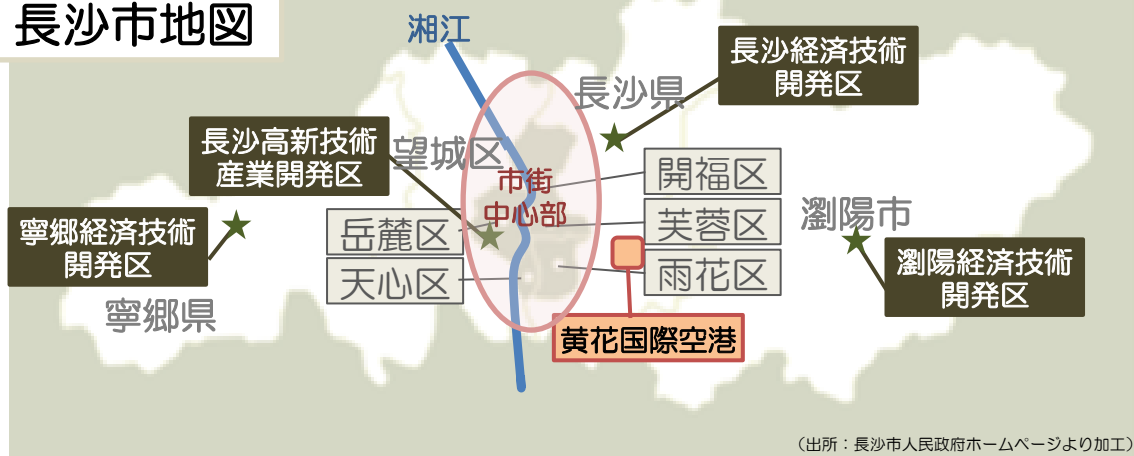 長沙市地図
湘江
長沙経済技術
開発区
長沙県
長沙高新技術
産業開発区
望城区
市街
中心部
開福区
寧郷経済技術
開発区
岳麓区
芙蓉区
瀏陽市
天心区
雨花区
瀏陽経済技術
開発区
寧郷県
黄花国際空港
（出所：長沙市人民政府ホームページより加工）